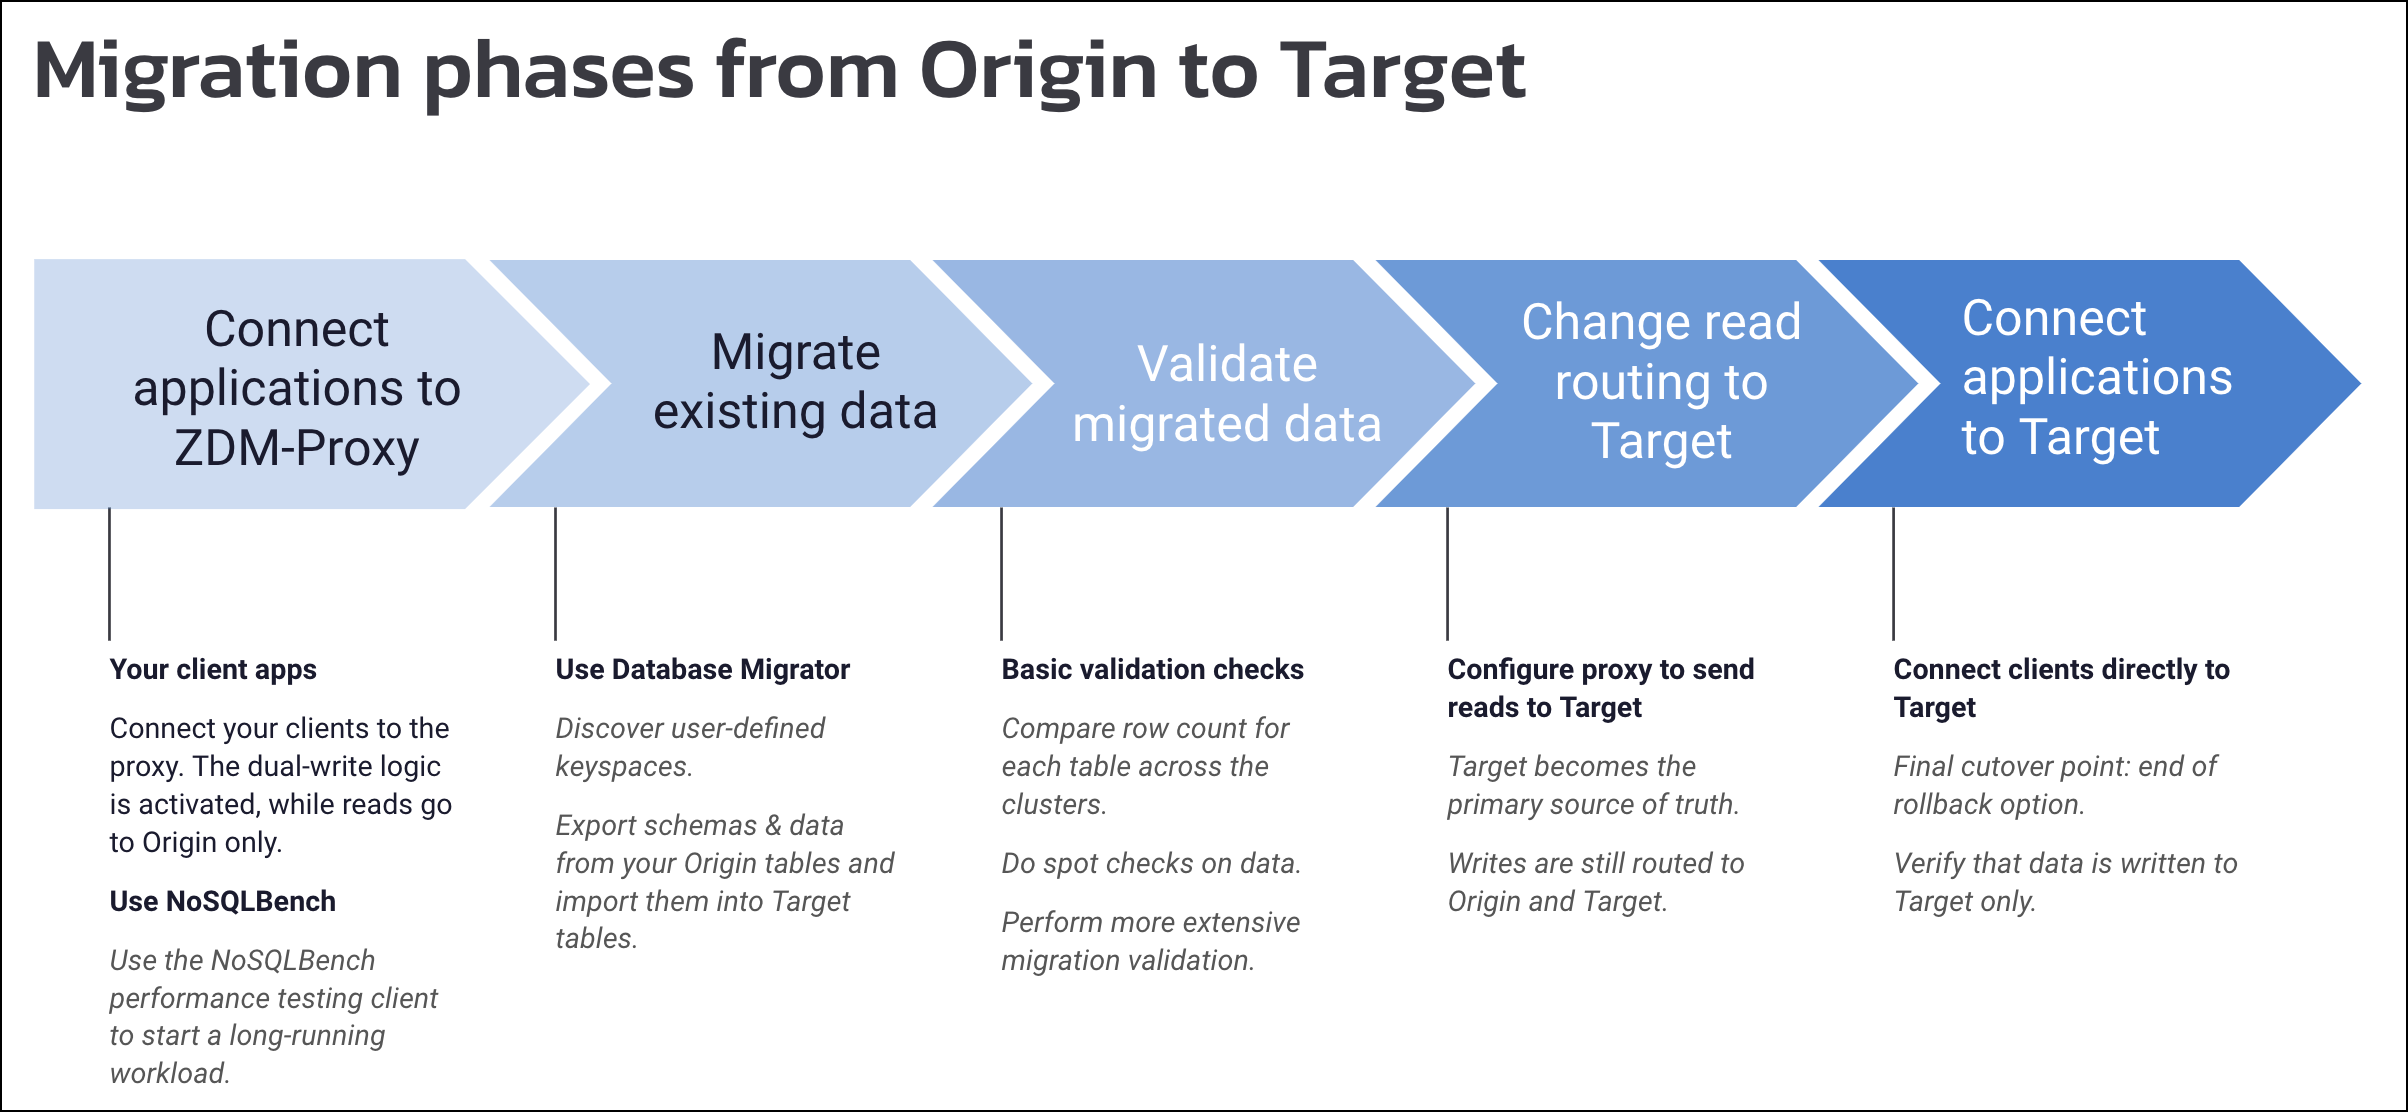 Migration phases from Origin to Target
Connect
applications to
ZDM-Proxy
Migrate
existing data
Validate
migrated data
Change read
routing to
Target
Connect
applications
to Target
Your client apps
Connect your clients to the
proxy. The dual-write logic
is activated, while reads go
to Origin only.
Use NoSQLBench
Use the NoSQLBench
performance testing client
to start a long-running
workload.
Use Database Migrator
Discover user-defined
keyspaces.
Export schemas & data
from your Origin tables and
import them into Target
tables.
Basic validation checks
Compare row count for
each table across the
clusters.
Do spot checks on data.
Perform more extensive
migration validation.
Configure proxy to send
reads to Target
Target becomes the
primary source of truth.
Writes are still routed to
Origin and Target.
Connect clients directly to
Target
Final cutover point: end of
rollback option.
Verify that data is written to
Target only.